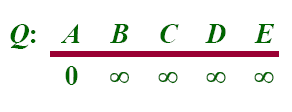 Q: A B C D E
0 ∞ ∞ ∞ ∞